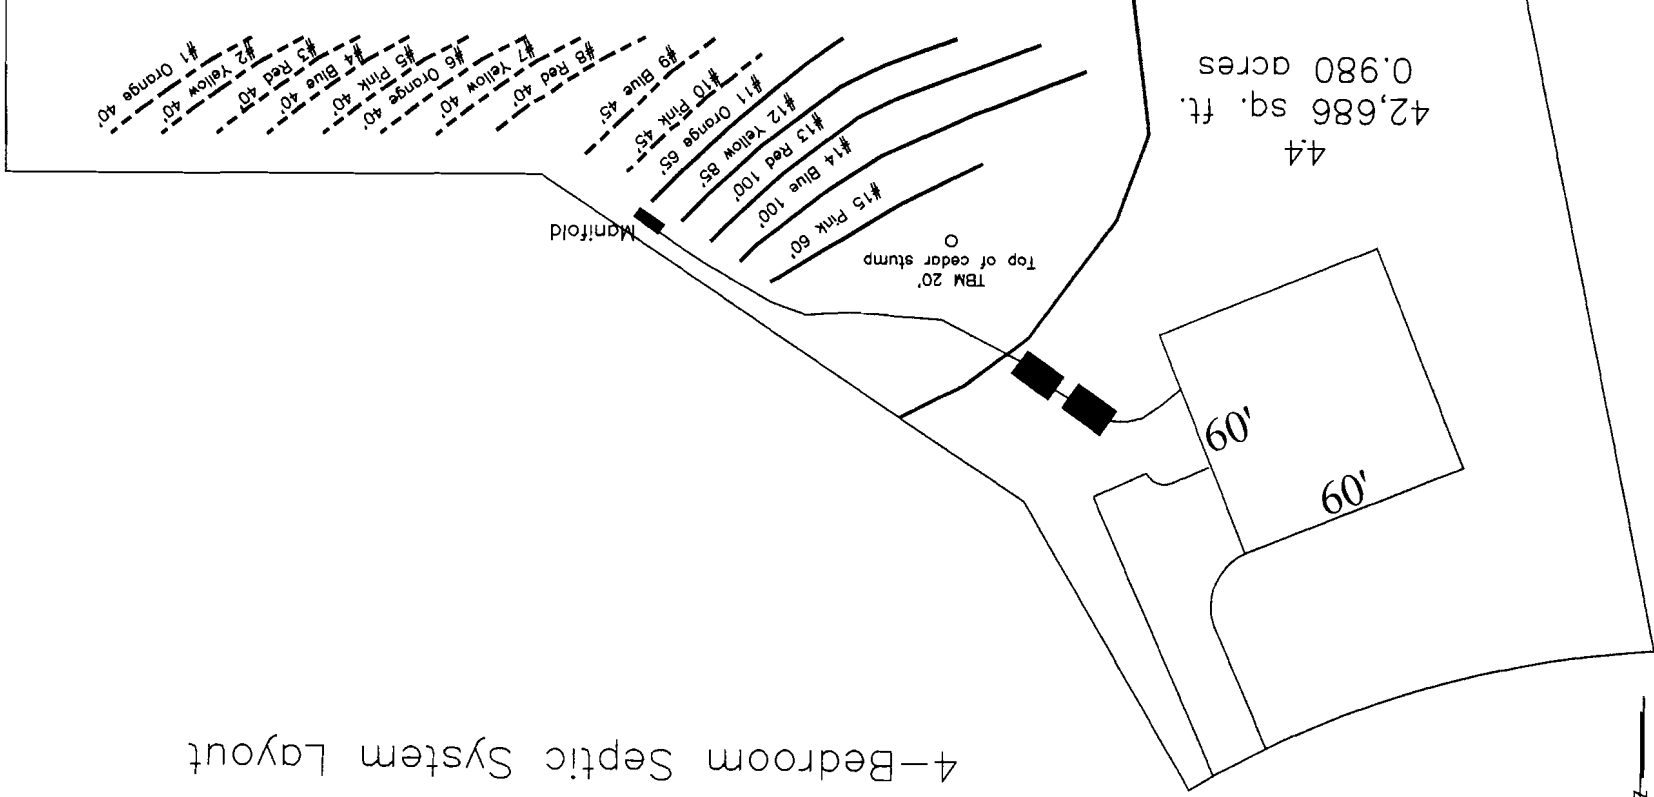 4-Bedroom Septic System Layout
60'
60'
44
42,686 sq. ft.
0.980 acres
TBM 20'
Top of cedar stump
Manifold
#15 Pink 60'
#14 Blue 100'
#13 Red 100'
#12 Yellow 85'
#11 Orange 65'
#10 Pink 45'
#9 Blue 45'
#8 Red 40'
#7 Yellow 40'
#6 Orange 40'
#5 Pink 40'
#4 Blue 40'
#3 Red 40'
#2 Yellow 40'
#1 Orange 40'